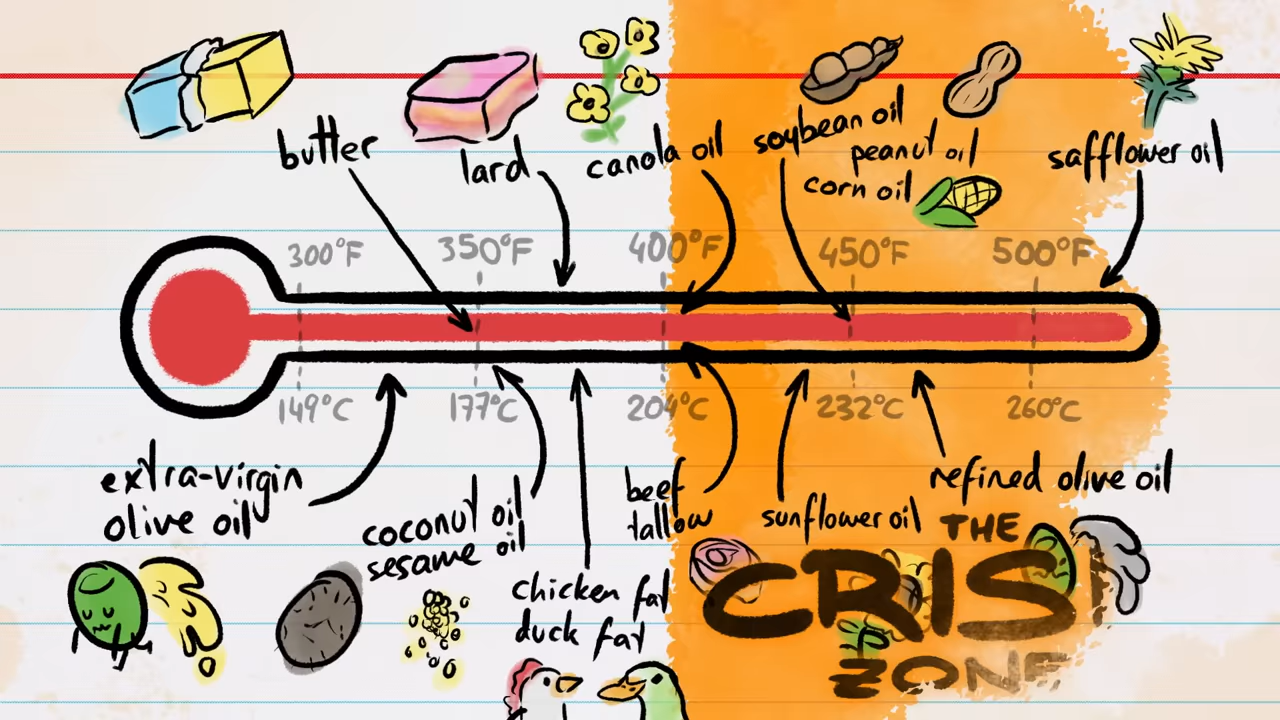 butter
lard
canola oil
soybean oil
peanut oil
corn oil
safflower oil
300°F
350°F
400°F
450°F
500°F
149°C
177°C
204°C
232°C
260°C
extra-virgin
olive oil
coconut oil
sesame oil
chicken fat
duck fat
beef
tallow
sunflower oil
refined olive oil
THE
CRIS
ZONE